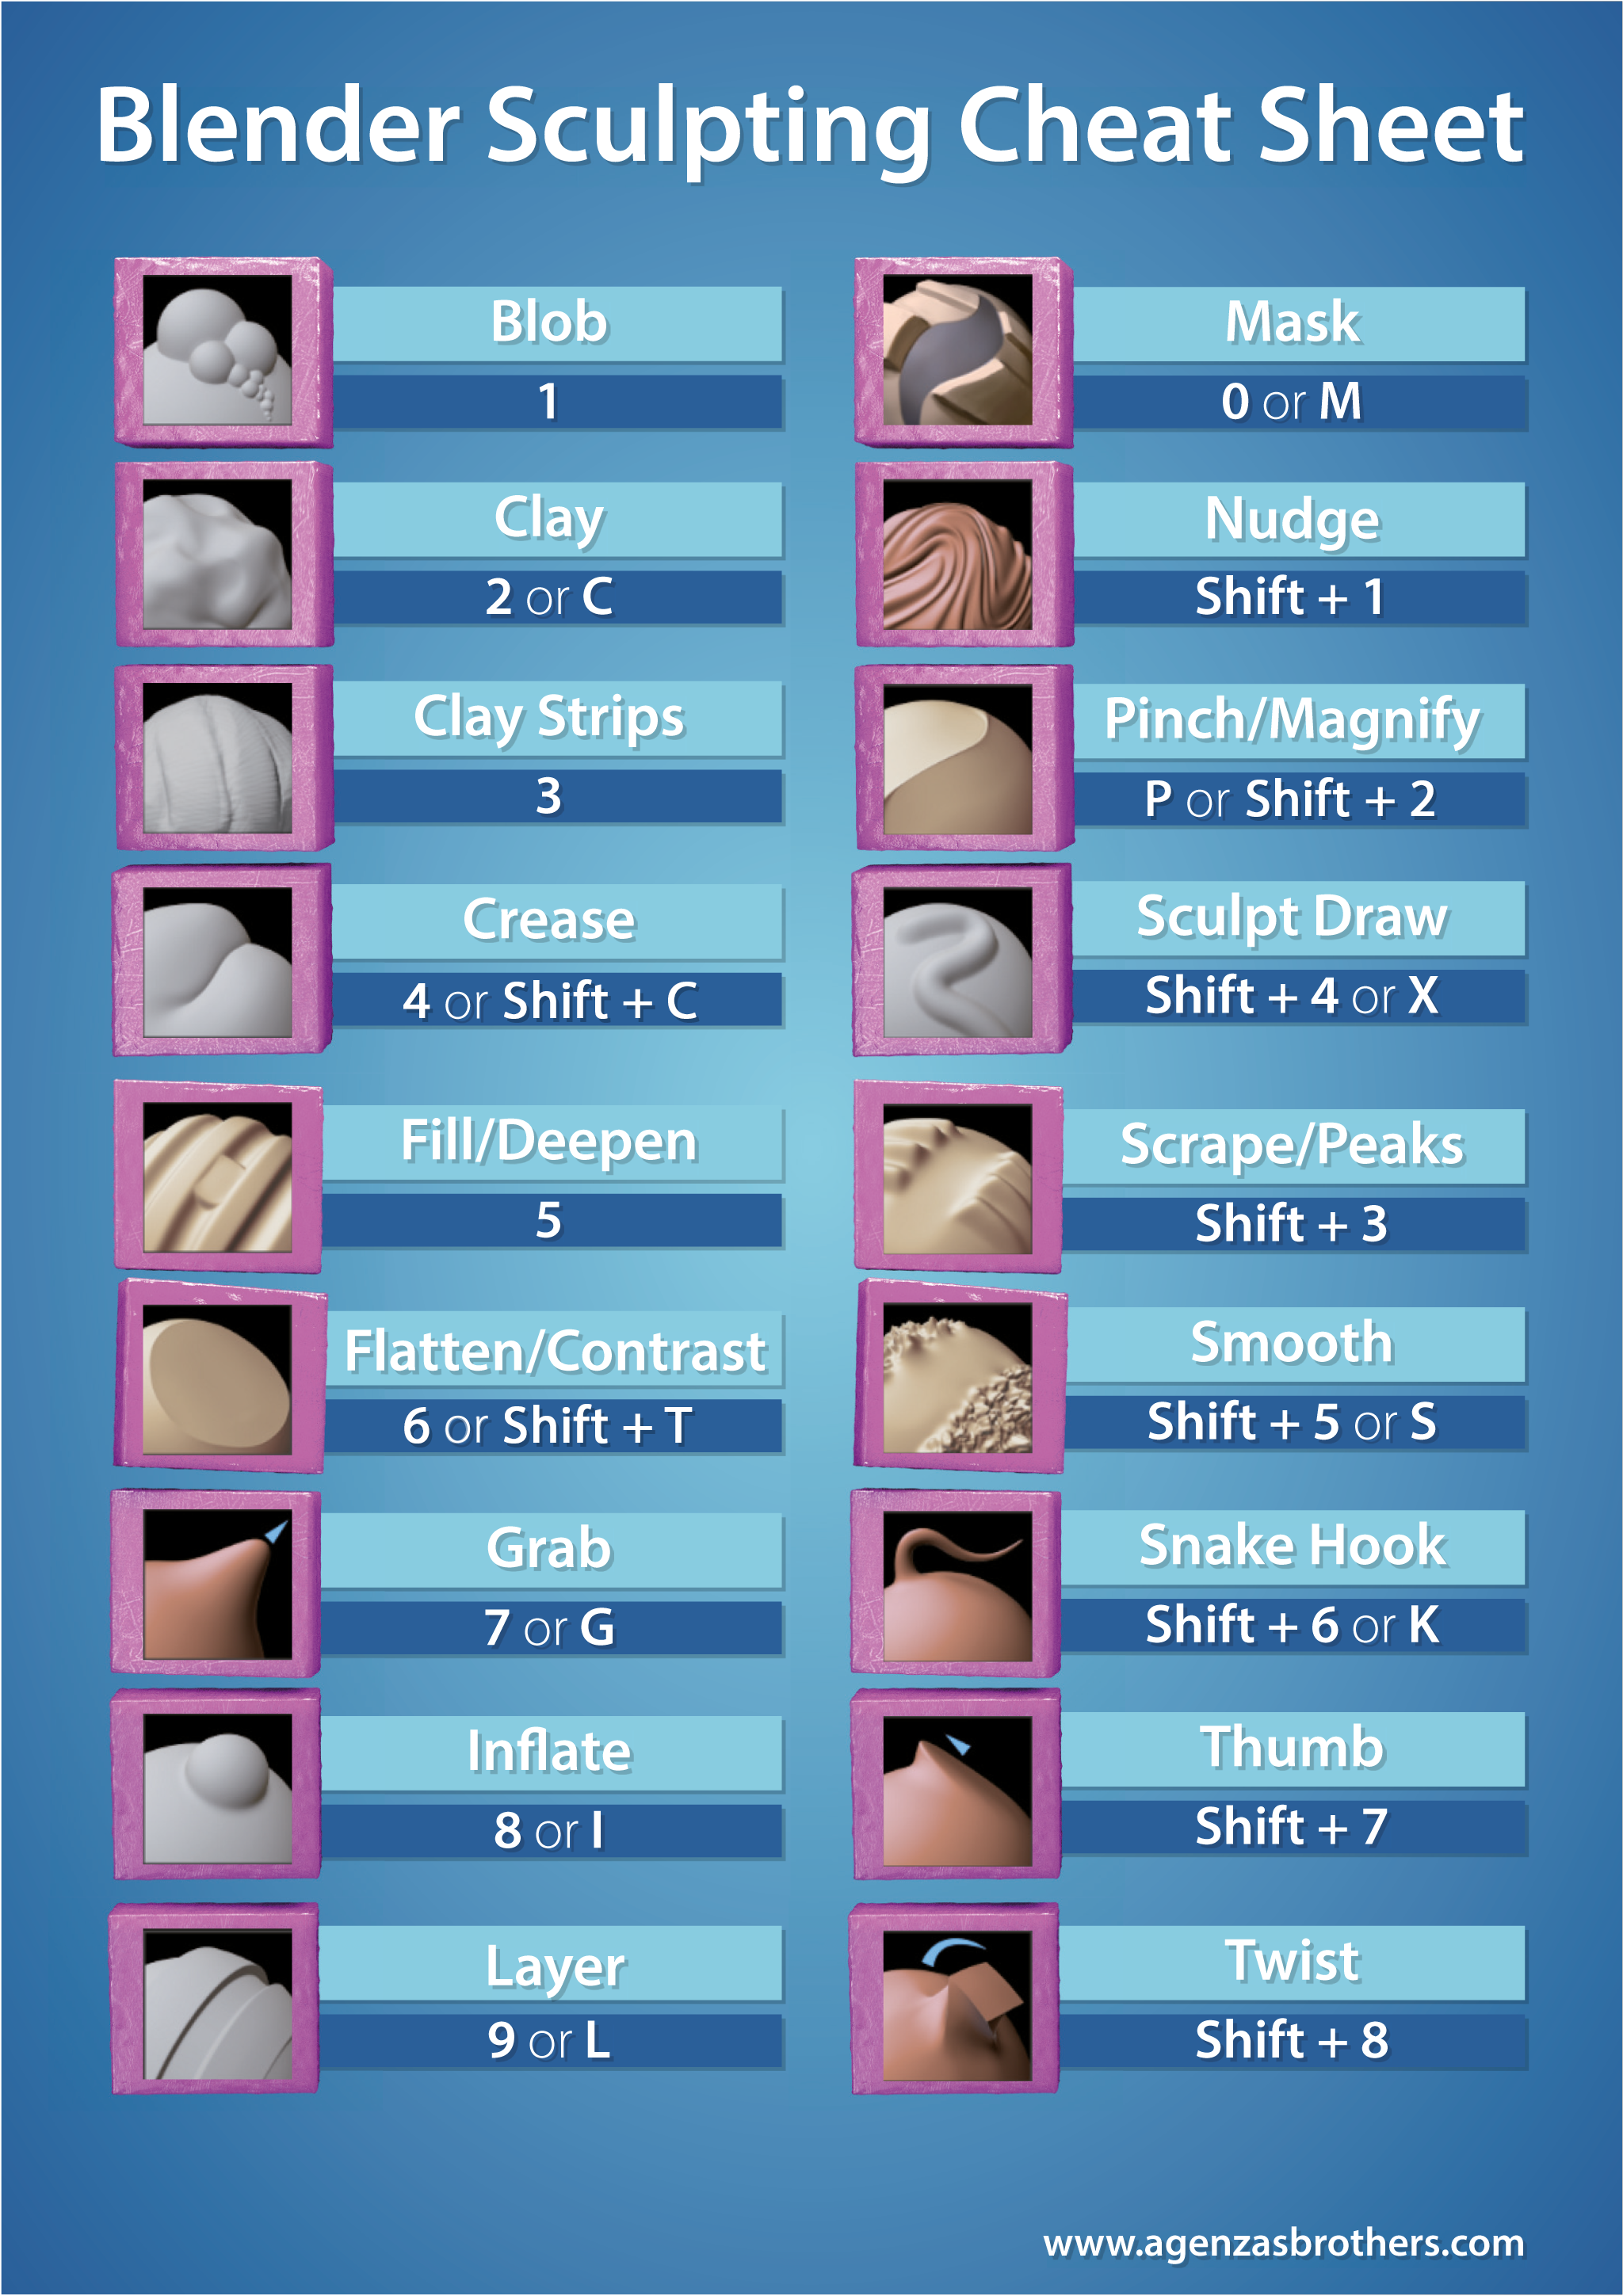 Blender Sculpting Cheat Sheet
Blob
1
Clay
2 or C
Clay Strips
3
Crease
4 or Shift + C
Fill/Deepen
5
Flatten/Contrast
6 or Shift + T
Grab
7 or G
Inflate
8 or I
Layer
9 or L
Mask
0 or M
Nudge
Shift + 1
Pinch/Magnify
P or Shift + 2
Sculpt Draw
Shift + 4 or X
Scrape/Peaks
Shift + 3
Smooth
Shift + 5 or S
Snake Hook
Shift + 6 or K
Thumb
Shift + 7
Twist
Shift + 8
www.agenzasbrothers.com